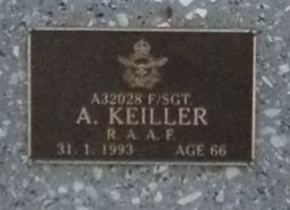 A32028 F/SGT.
A. KEILLER
R. A. A. F.
31. 1. 1993 AGE 66